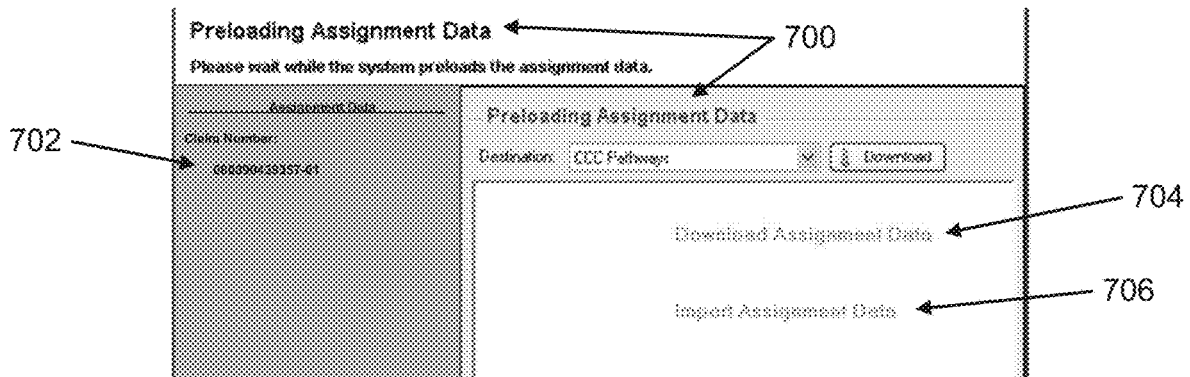 Preloading Assignment Data
700
Please wait while the system preloads the assignment data.
Assignment Data
Preloading Assignment Data
702
Claim Number:
Destination: CCC Pathways Download
704
Download Assignment Data
706
Import Assignment Data